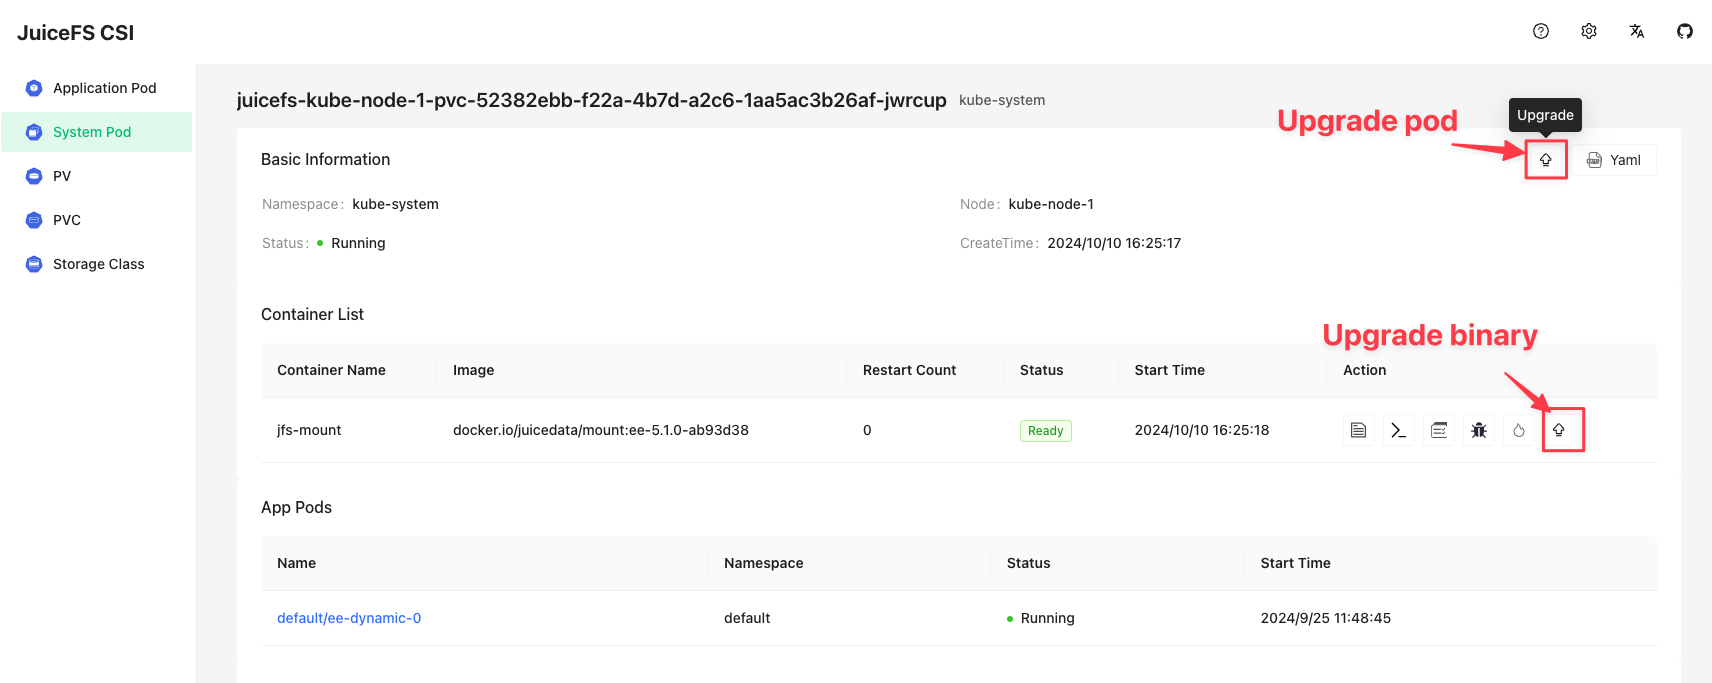 JuiceFS CSI
Application Pod
System Pod
PV
PVC
Storage Class
juicefs-kube-node-1-pvc-52382ebb-f22a-4b7d-a2c6-1aa5ac3b26af-jwrcup kube-system
Upgrade pod
Upgrade
Basic Information
Yaml
Namespace: kube-system
Node: kube-node-1
Status: Running
CreateTime: 2024/10/10 16:25:17
Container List
Upgrade binary
Container Name Image Restart Count Status Start Time Action
jfs-mount docker.io/juicedata/mount:ee-5.1.0-ab93d38 0 Ready 2024/10/10 16:25:18
App Pods
Name Namespace Status Start Time
default/ee-dynamic-0 default Running 2024/9/25 11:48:45